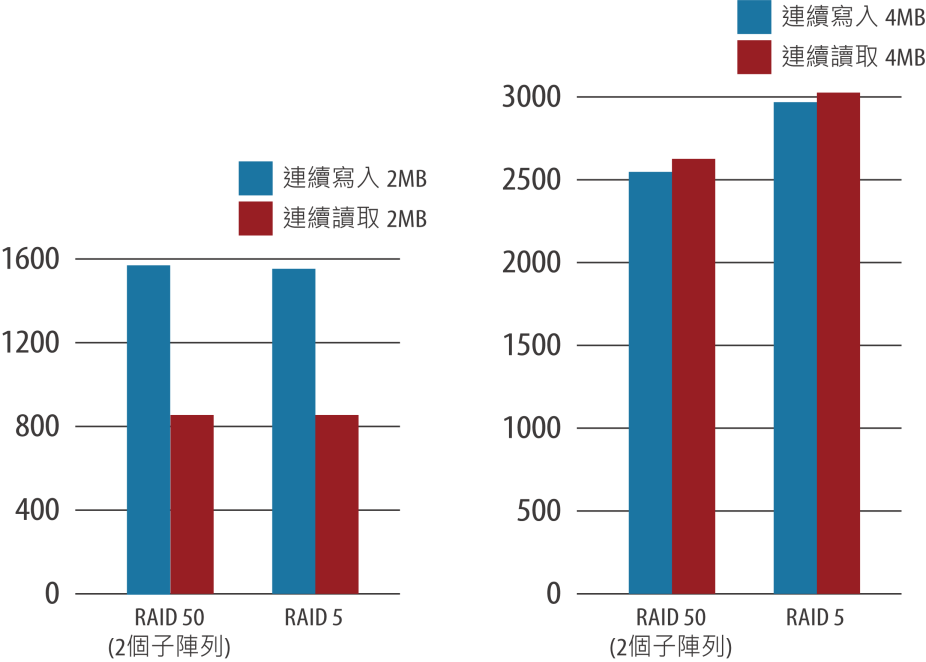 連續寫入 2MB
連續讀取 2MB
1600
1200
800
400
0
RAID 50
(2個子陣列)
RAID 5
連續寫入 4MB
連續讀取 4MB
3000
2500
2000
1500
1000
500
0
RAID 50
(2個子陣列)
RAID 5